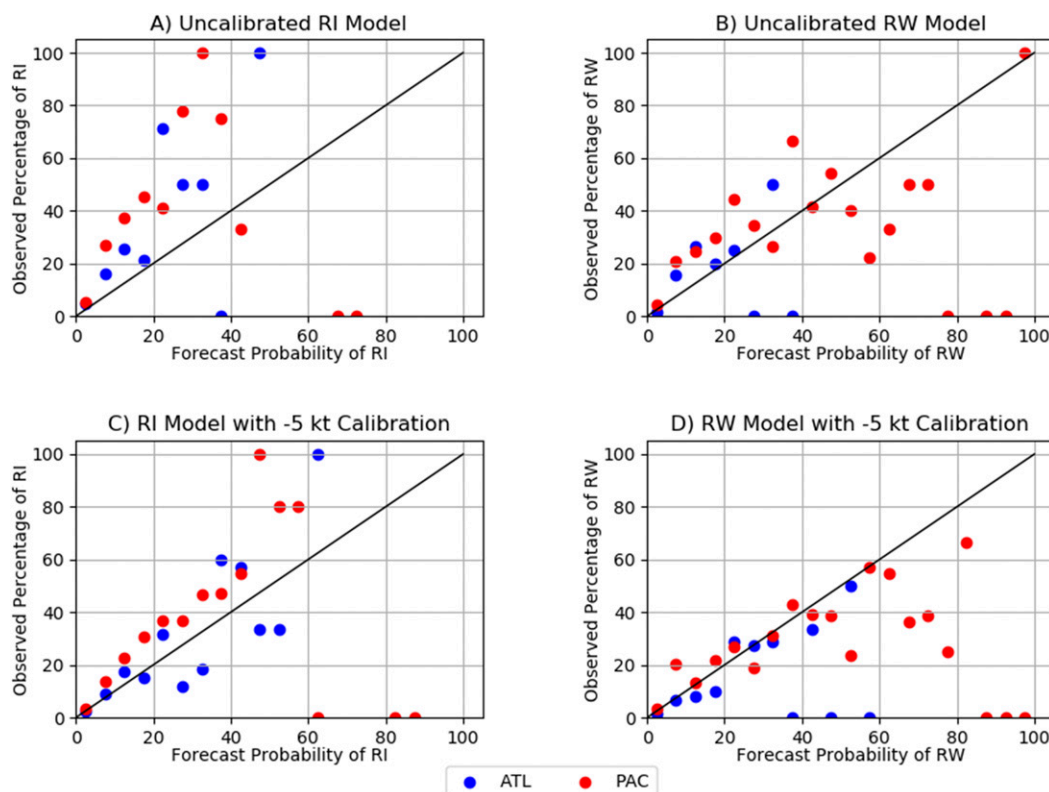 A) Uncalibrated RI Model
Observed Percentage of RI
100
80
60
40
20
0
0 20 40 60 80 100
Forecast Probability of RI
B) Uncalibrated RW Model
Observed Percentage of RW
100
80
60
40
20
0
0 20 40 60 80 100
Forecast Probability of RW
C) RI Model with -5 kt Calibration
Observed Percentage of RI
100
80
60
40
20
0
0 20 40 60 80 100
Forecast Probability of RI
D) RW Model with -5 kt Calibration
Observed Percentage of RW
100
80
60
40
20
0
0 20 40 60 80 100
Forecast Probability of RW
ATL PAC